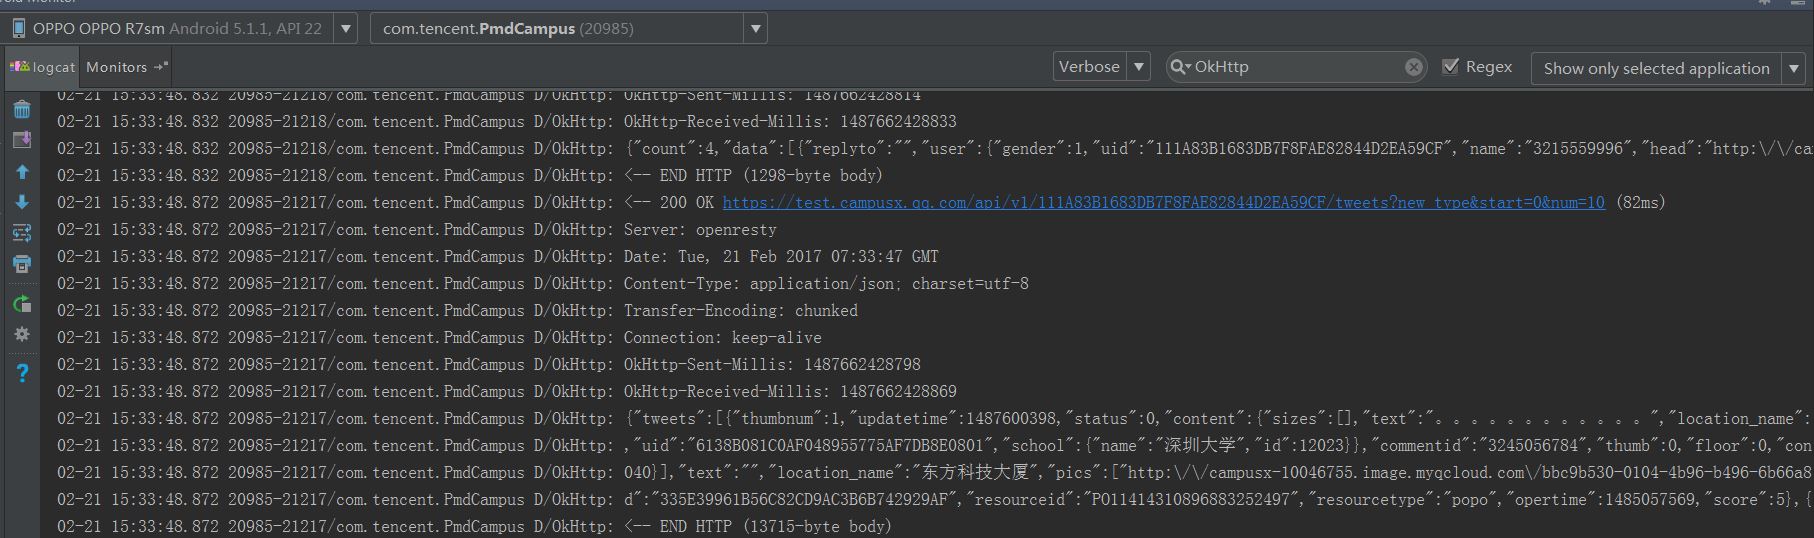 OPPO OPPO R7sm Android 5.1.1, API 22
com.tencent.PmdCampus (20985)
logcat
Monitors
Verbose
OkHttp
Regex
Show only selected application
02-21 15:33:48.832 20985-21218/com.tencent.PmdCampus D/OkHttp: OkHttp-Sent-Millis: 1487662428814
02-21 15:33:48.832 20985-21218/com.tencent.PmdCampus D/OkHttp: OkHttp-Received-Millis: 1487662428833
02-21 15:33:48.832 20985-21218/com.tencent.PmdCampus D/OkHttp: {"count":4,"data":[{"replyto":"","user":{"gender":1,"uid":"111A83B1683DB7F8FAE82844D2EA59CF","name":"3215559996","head":"http:\/\/ca
02-21 15:33:48.832 20985-21218/com.tencent.PmdCampus D/OkHttp: <-- END HTTP (1298-byte body)
02-21 15:33:48.872 20985-21217/com.tencent.PmdCampus D/OkHttp: <-- 200 OK https://test.campusx.qq.com/api/v1/111A83B1683DB7F8FAE82844D2EA59CF/tweets?new_type&start=0&num=10 (82ms)
02-21 15:33:48.872 20985-21217/com.tencent.PmdCampus D/OkHttp: Server: openresty
02-21 15:33:48.872 20985-21217/com.tencent.PmdCampus D/OkHttp: Date: Tue, 21 Feb 2017 07:33:47 GMT
02-21 15:33:48.872 20985-21217/com.tencent.PmdCampus D/OkHttp: Content-Type: application/json; charset=utf-8
02-21 15:33:48.872 20985-21217/com.tencent.PmdCampus D/OkHttp: Transfer-Encoding: chunked
02-21 15:33:48.872 20985-21217/com.tencent.PmdCampus D/OkHttp: Connection: keep-alive
02-21 15:33:48.872 20985-21217/com.tencent.PmdCampus D/OkHttp: OkHttp-Sent-Millis: 1487662428798
02-21 15:33:48.872 20985-21217/com.tencent.PmdCampus D/OkHttp: OkHttp-Received-Millis: 1487662428869
02-21 15:33:48.872 20985-21217/com.tencent.PmdCampus D/OkHttp: {"tweets":[{"thumbnum":1,"updatetime":1487600398,"status":0,"content":{"sizes":[],"text":"。。。。。。。。。。。。","location_name":
02-21 15:33:48.872 20985-21217/com.tencent.PmdCampus D/OkHttp: ,"uid":"6138B081C0AF048955775AF7DB8E0801","school":{"name":"深圳大学","id":12023}},"commentid":"3245056784","thumb":0,"floor":0,"con
02-21 15:33:48.872 20985-21217/com.tencent.PmdCampus D/OkHttp: 040}],"text":"","location_name":"东方科技大厦","pics":["http:\/\/campusx-10046755.image.myqcloud.com\/bbc9b530-0104-4b96-b496-6b66a8
02-21 15:33:48.872 20985-21217/com.tencent.PmdCampus D/OkHttp: d":"335E39961B56C82CD9AC3B6B742929AF","resourceid":"PO114143108968832524​97","resourcetype":"popo","opertime":1485057569,"score":5},{
02-21 15:33:48.872 20985-21217/com.tencent.PmdCampus D/OkHttp: <-- END HTTP (13715-byte body)